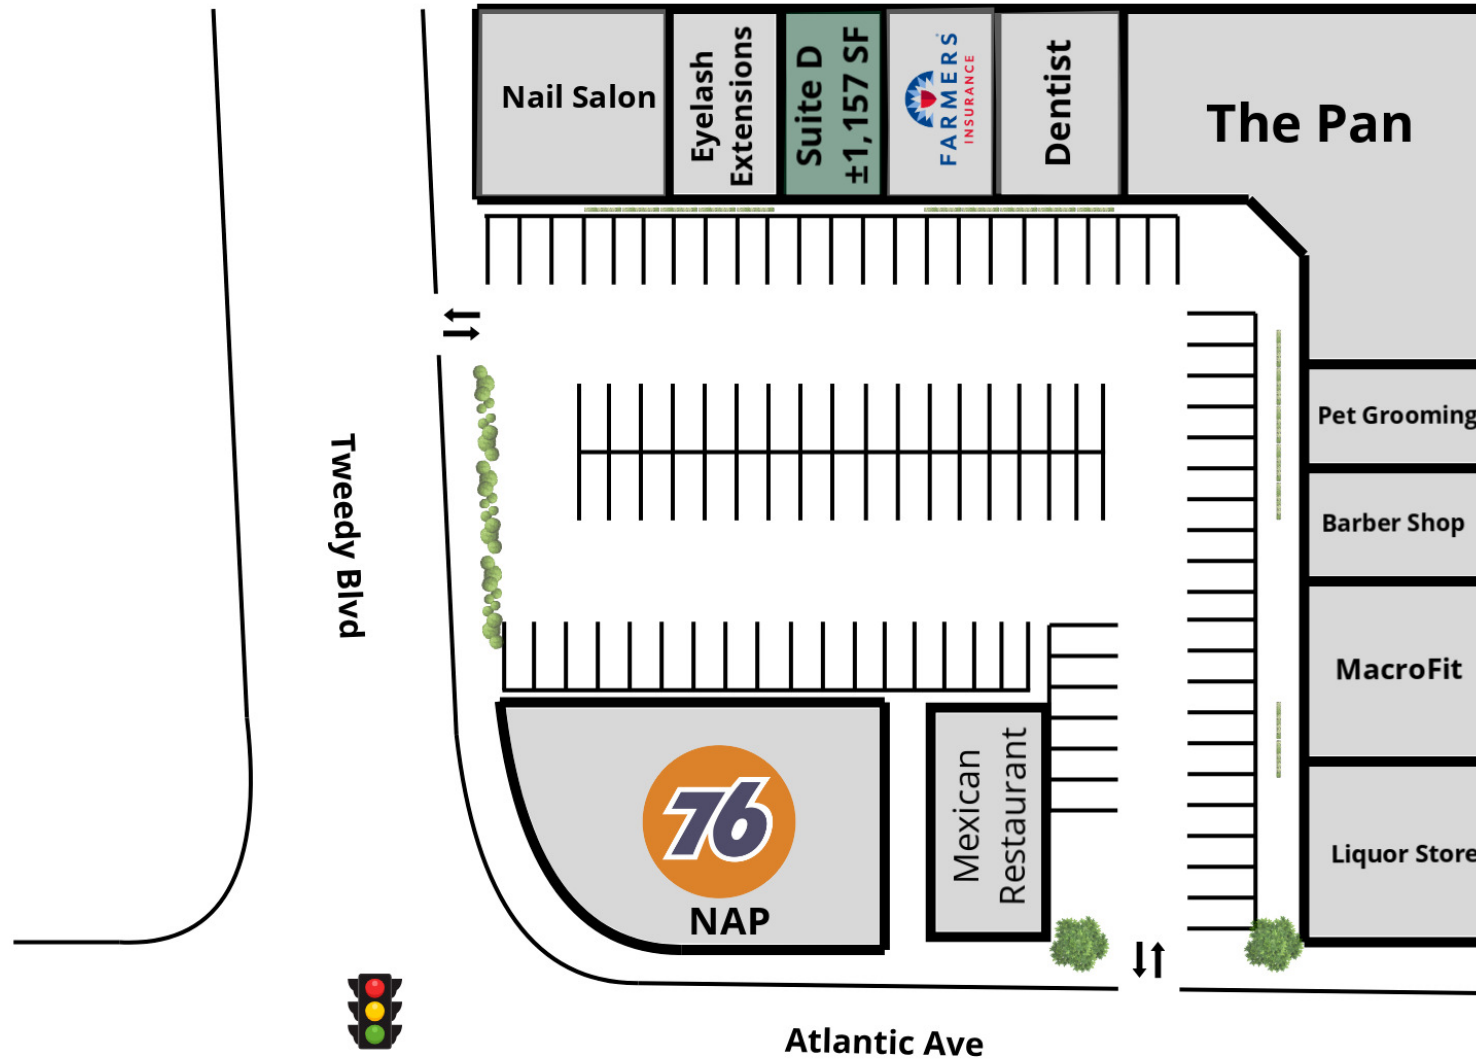 Nail Salon
Eyelash
Extensions
Suite D
±1,157 SF
FARMERS
INSURANCE
Dentist
The Pan
Pet Grooming
Barber Shop
MacroFit
Liquor Store
Tweedy Blvd
76
NAP
Mexican
Restaurant
Atlantic Ave